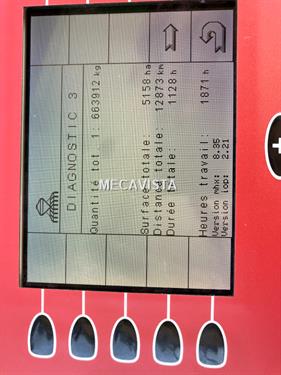 DIAGNOSTIC 3
Quantité tot. 1: 663912 kg
Surface totale: 5158 ha
Distance totale: 12873 km
Durée totale: 1128 h
Heures travail: 1871 h
Version mhx: 8.35
Version iop: 2.21
MECAVISTA